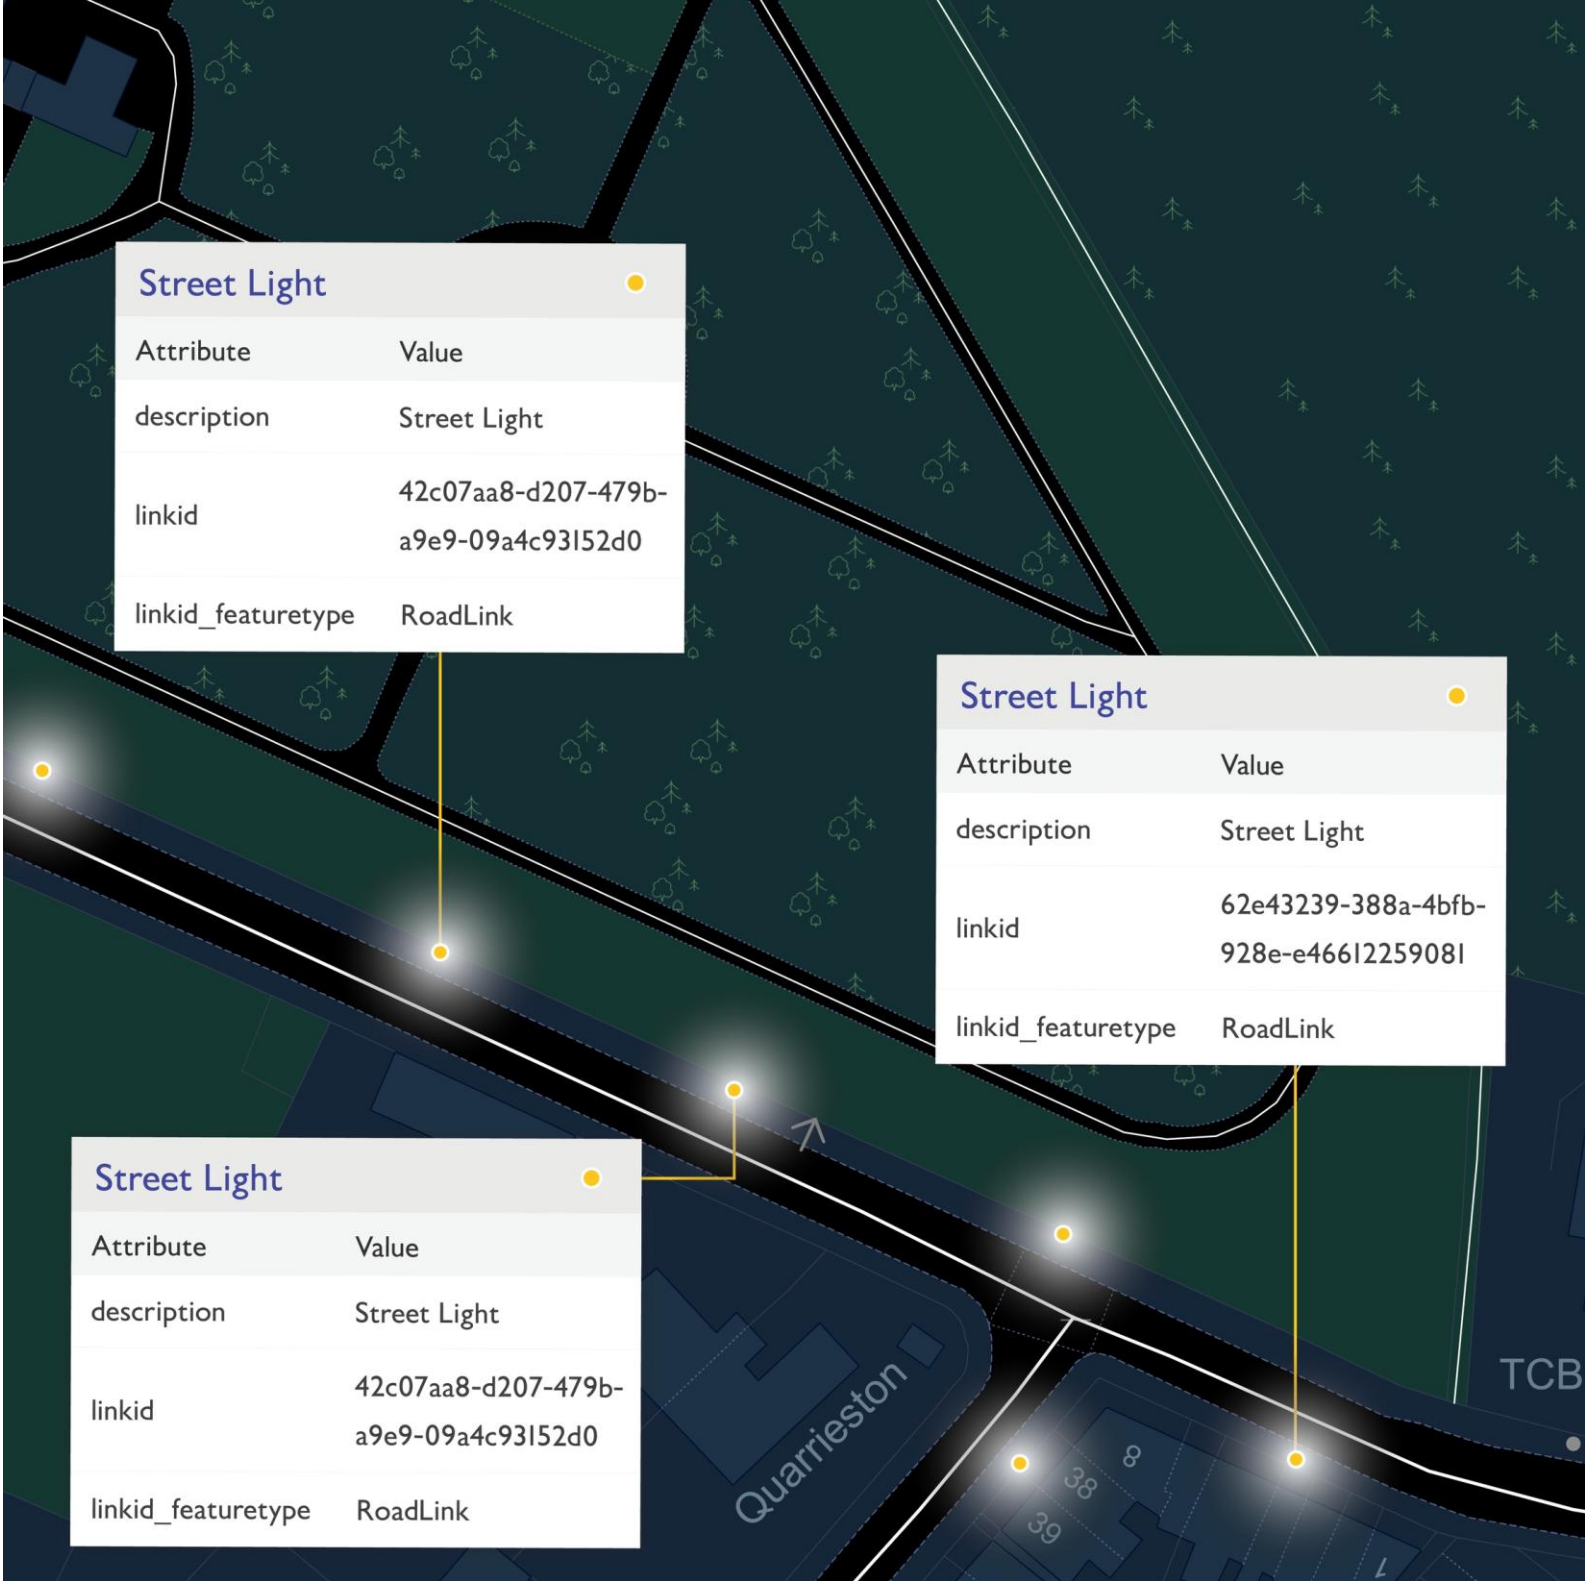 Street Light
Attribute Value
description Street Light
linkid
42c07aa8-d207-479b-
a9e9-09a4c93152d0
linkid_featuretype RoadLink
Street Light
Attribute Value
description Street Light
linkid
62e43239-388a-4bfb-
928e-e46612259081
linkid_featuretype RoadLink
Street Light
Attribute Value
description Street Light
linkid
42c07aa8-d207-479b-
a9e9-09a4c93152d0
linkid_featuretype RoadLink
Quarrieston
TCB
8
38
39
1